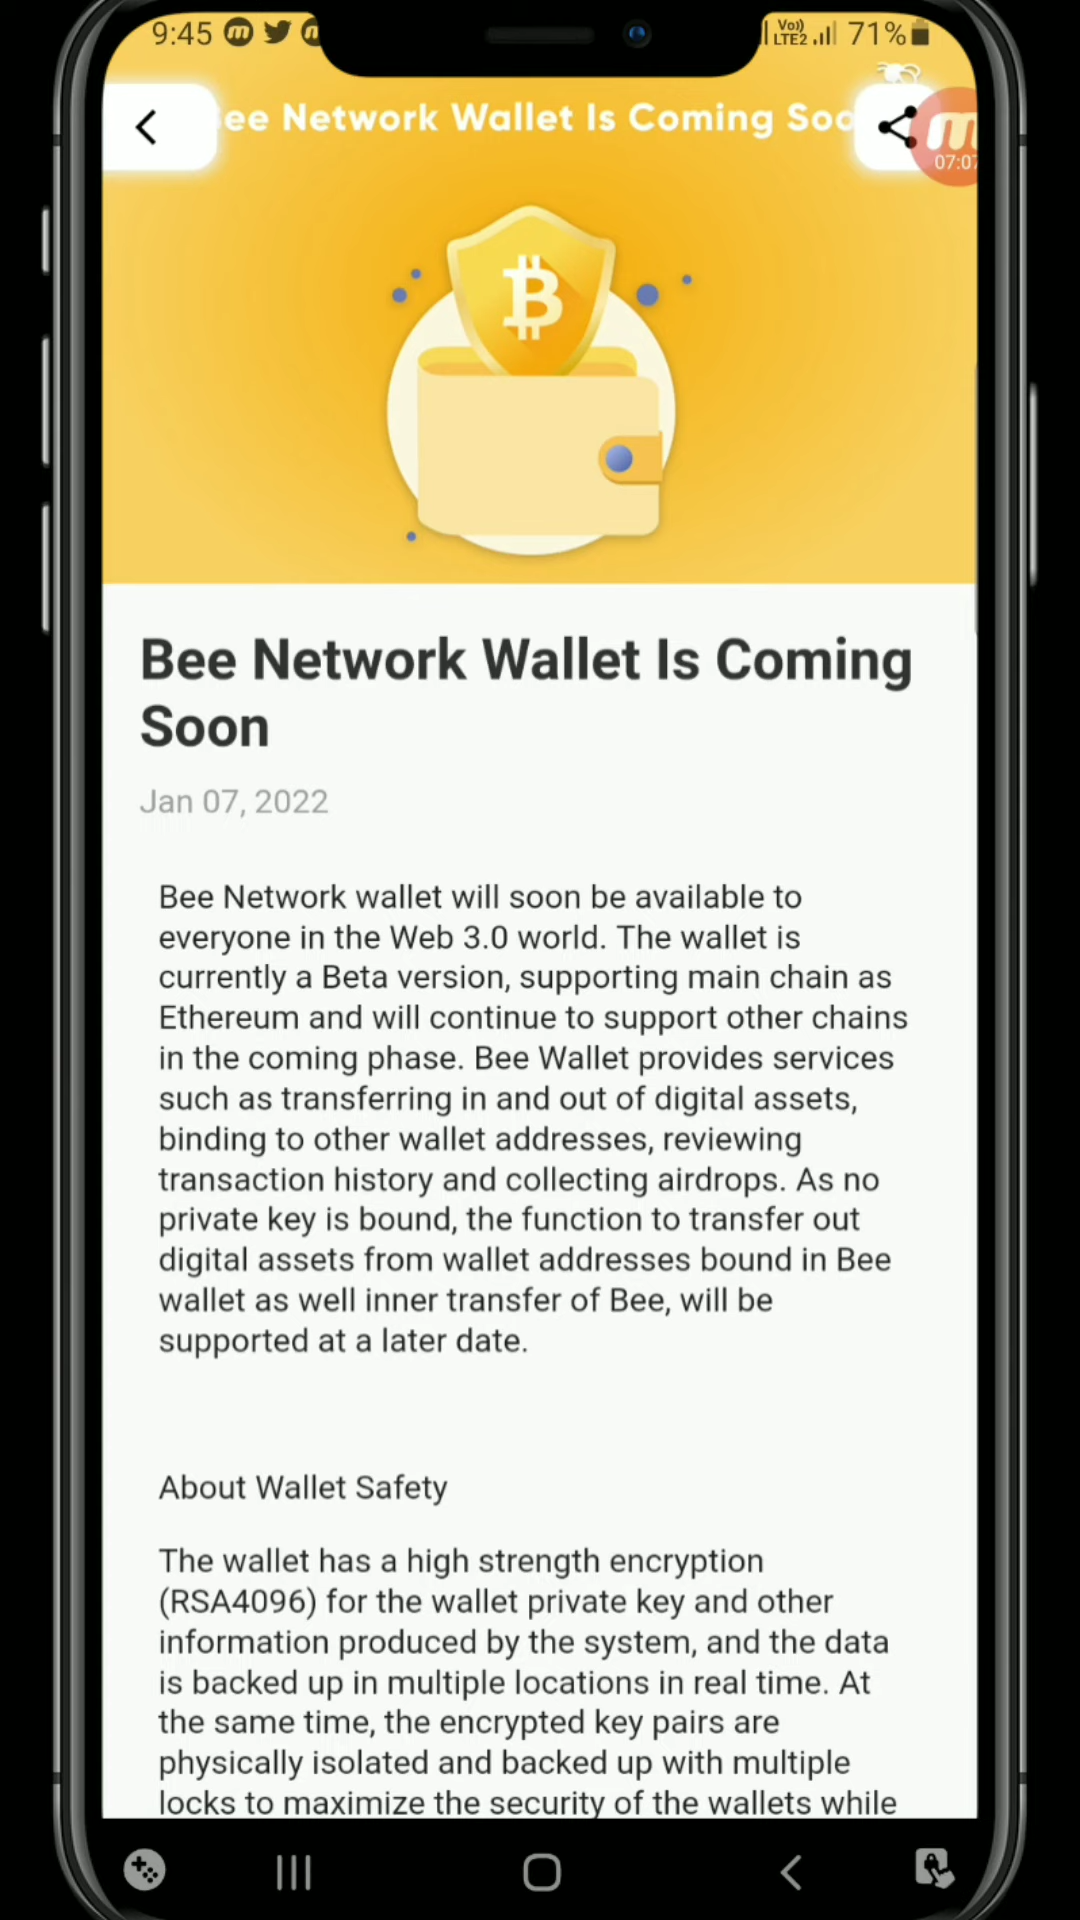 9:45
Vo))
LTE2
71%
ee Network Wallet Is Coming Soo
07:07
Bee Network Wallet Is Coming
Soon
Jan 07, 2022
Bee Network wallet will soon be available to
everyone in the Web 3.0 world. The wallet is
currently a Beta version, supporting main chain as
Ethereum and will continue to support other chains
in the coming phase. Bee Wallet provides services
such as transferring in and out of digital assets,
binding to other wallet addresses, reviewing
transaction history and collecting airdrops. As no
private key is bound, the function to transfer out
digital assets from wallet addresses bound in Bee
wallet as well inner transfer of Bee, will be
supported at a later date.
About Wallet Safety
The wallet has a high strength encryption
(RSA4096) for the wallet private key and other
information produced by the system, and the data
is backed up in multiple locations in real time. At
the same time, the encrypted key pairs are
physically isolated and backed up with multiple
locks to maximize the security of the wallets while